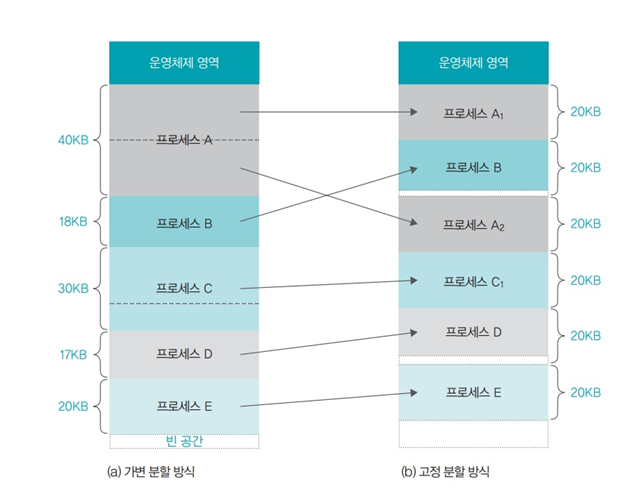 운영체제 영역
40KB
프로세스 A
18KB
프로세스 B
30KB
프로세스 C
17KB
프로세스 D
20KB
프로세스 E
빈 공간
(a) 가변 분할 방식
운영체제 영역
프로세스 A1
20KB
프로세스 B
20KB
프로세스 A2
20KB
프로세스 C1
20KB
프로세스 D
20KB
프로세스 E
20KB
(b) 고정 분할 방식